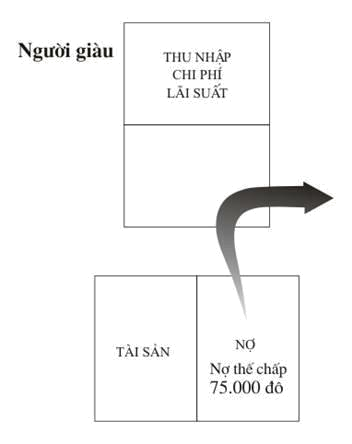 Người giàu
THU NHẬP
CHI PHÍ
LÃI SUẤT
TÀI SẢN
NỢ
Nợ thế chấp
75.000 đô